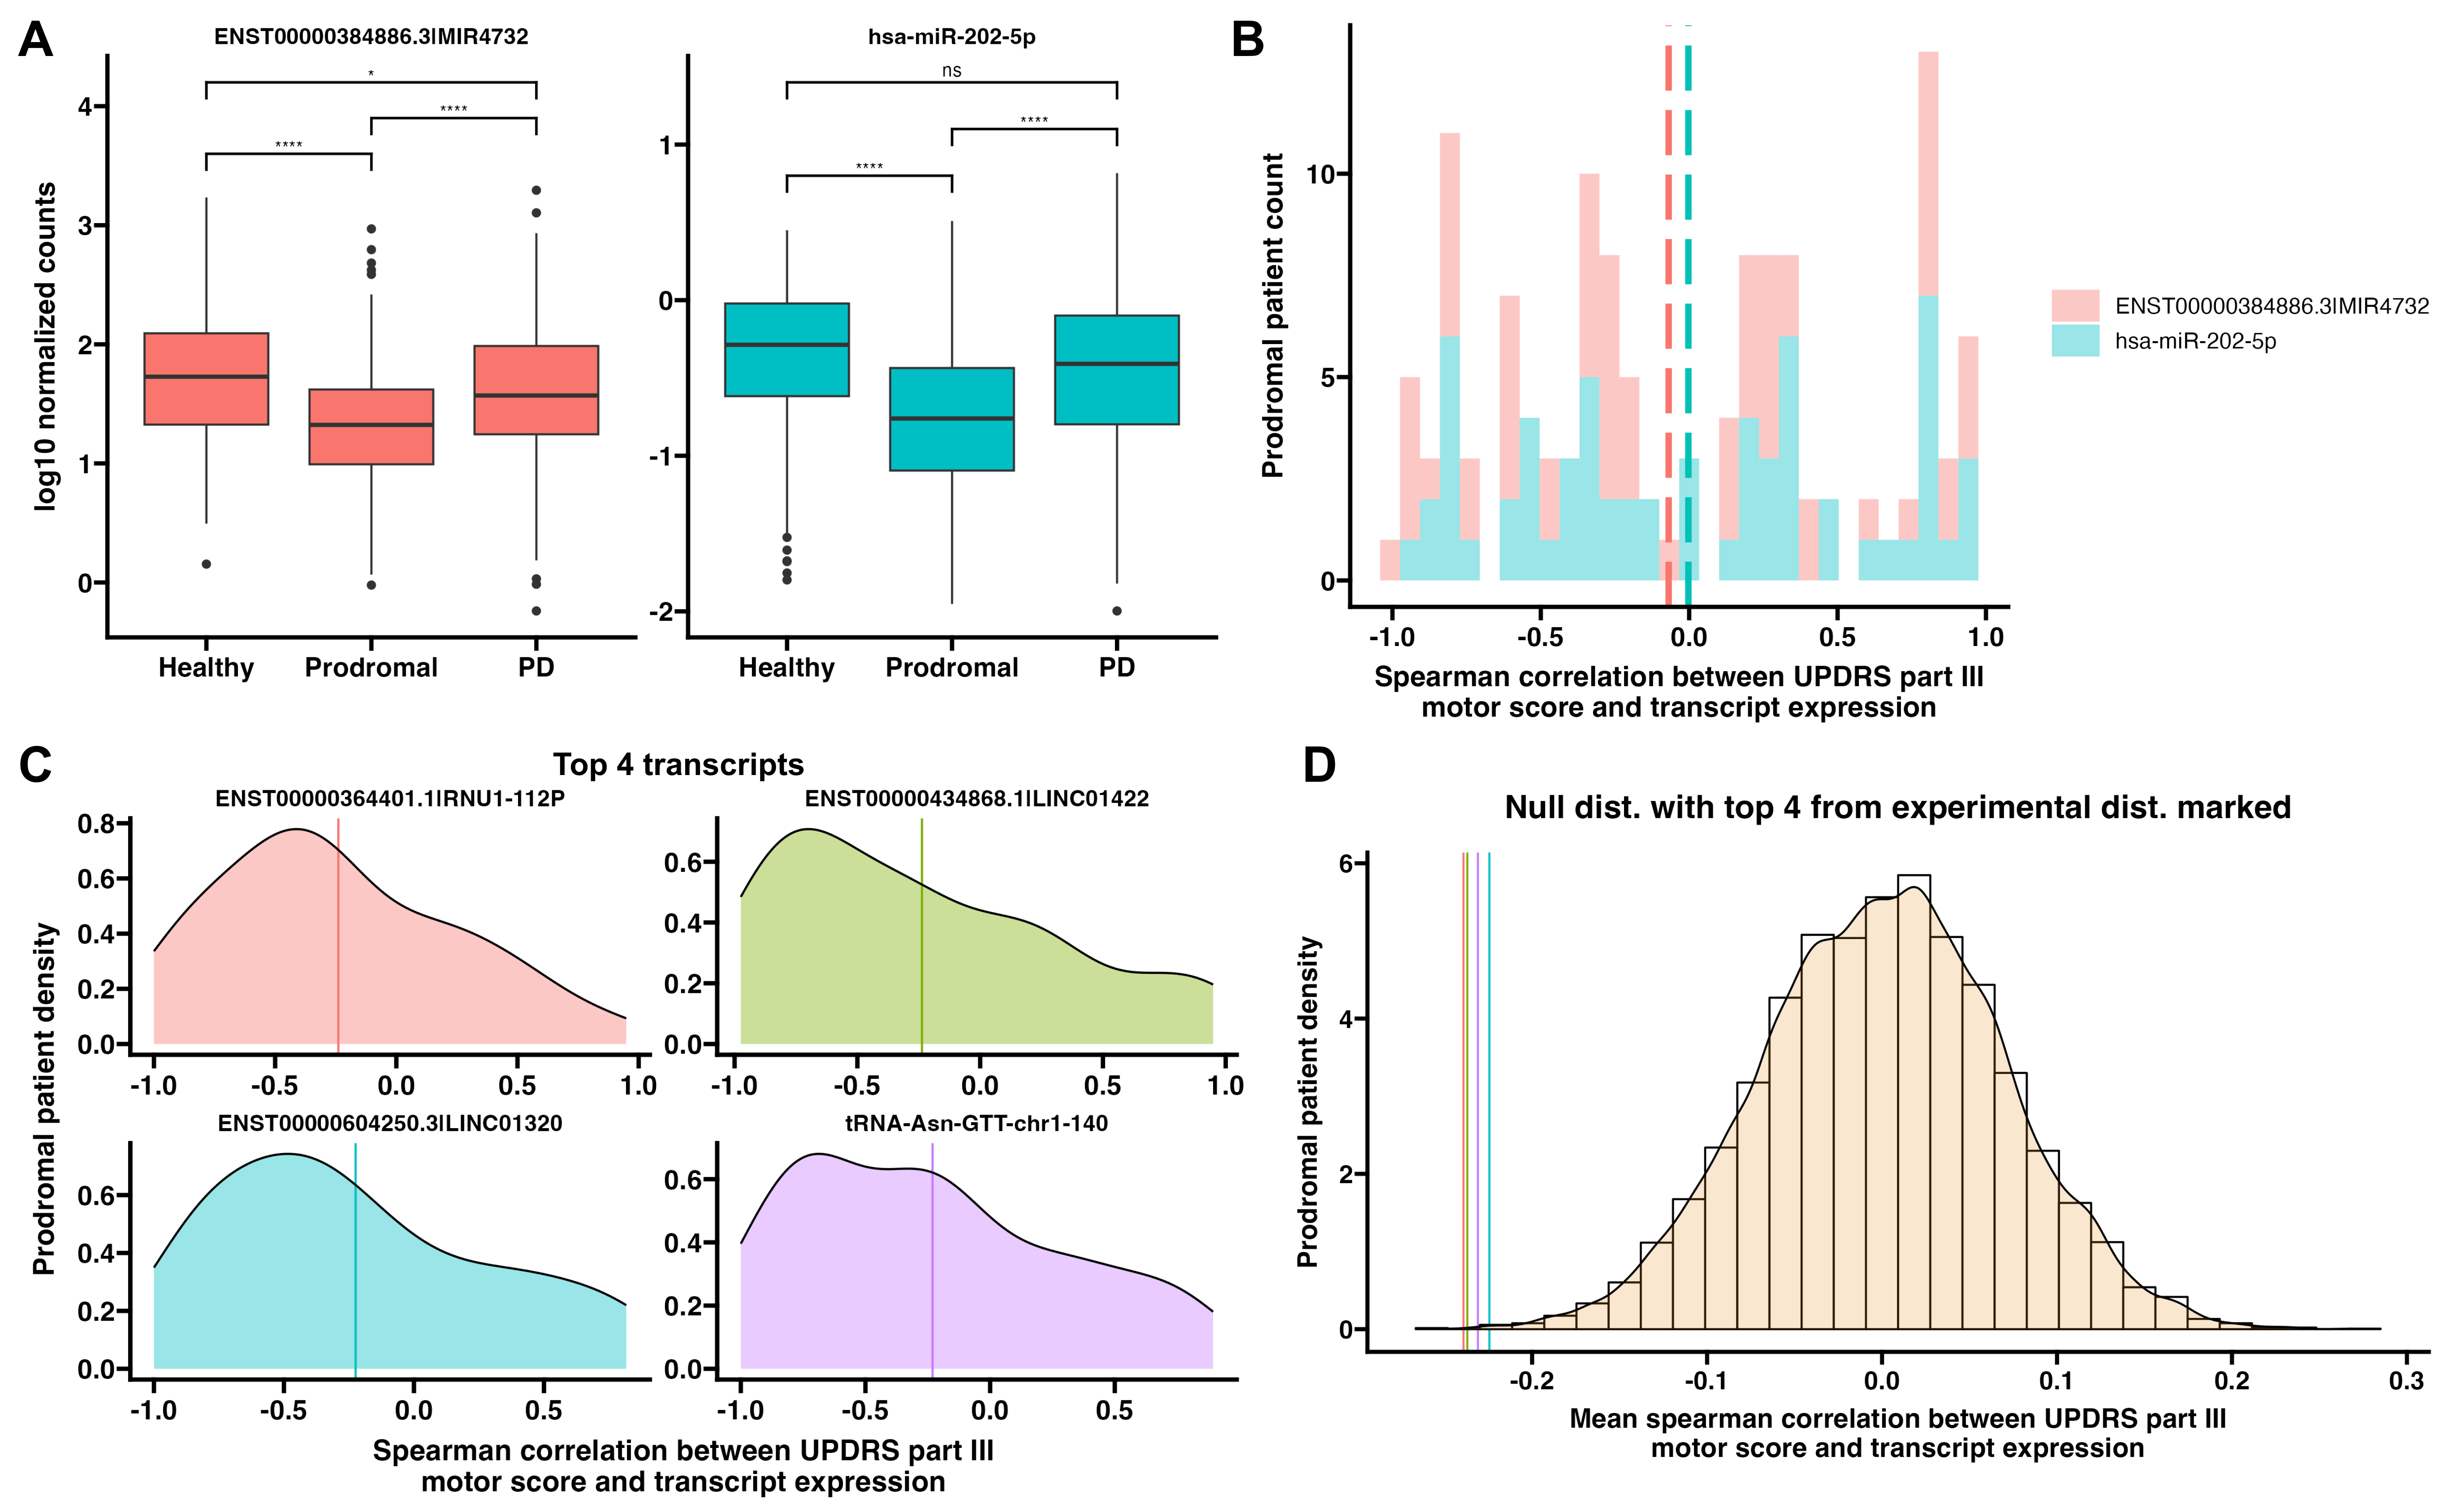 A
ENST00000384886.3|MIR4732
hsa-miR-202-5p
log10 normalized counts
4
3
2
1
0
*
****
****
Healthy
Prodromal
PD
1
0
-1
-2
ns
****
****
Healthy
Prodromal
PD
B
Prodromal patient count
10
5
0
-1.0
-0.5
0.0
0.5
1.0
Spearman correlation between UPDRS part III
motor score and transcript expression
ENST00000384886.3|MIR4732
hsa-miR-202-5p
C
Top 4 transcripts
Prodromal patient density
ENST00000364401.1|RNU1-112P
0.8
0.6
0.4
0.2
0.0
-1.0
-0.5
0.0
0.5
1.0
ENST00000434868.1|LINC01422
0.6
0.4
0.2
0.0
-1.0
-0.5
0.0
0.5
1.0
ENST00000604250.3|LINC01320
0.6
0.4
0.2
0.0
-1.0
-0.5
0.0
0.5
tRNA-Asn-GTT-chr1-140
0.6
0.4
0.2
0.0
-1.0
-0.5
0.0
0.5
Spearman correlation between UPDRS part III
motor score and transcript expression
D
Null dist. with top 4 from experimental dist. marked
Prodromal patient density
6
4
2
0
-0.2
-0.1
0.0
0.1
0.2
0.3
Mean spearman correlation between UPDRS part III
motor score and transcript expression